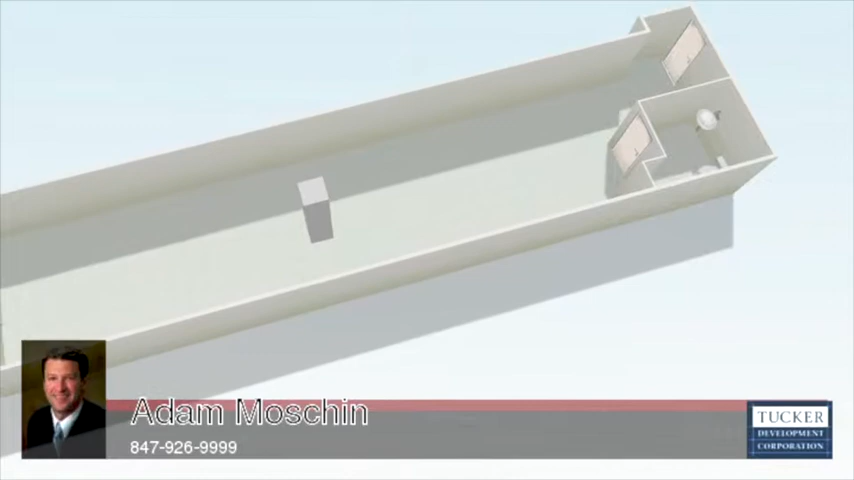 Adam Moschin
847-926-9999
TUCKER
DEVELOPMENT
CORPORATION